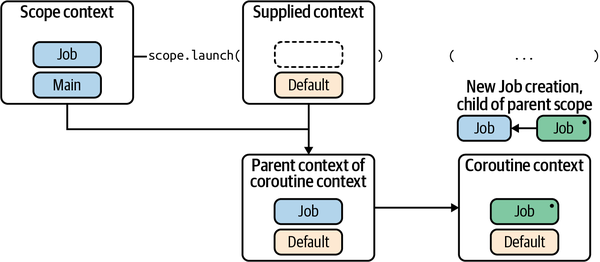 Scope context
Job
Main
scope.launch(
Supplied context
Default
)
( ... )
New Job creation,
child of parent scope
Job
Job
Parent context of
coroutine context
Job
Default
Coroutine context
Job
Default